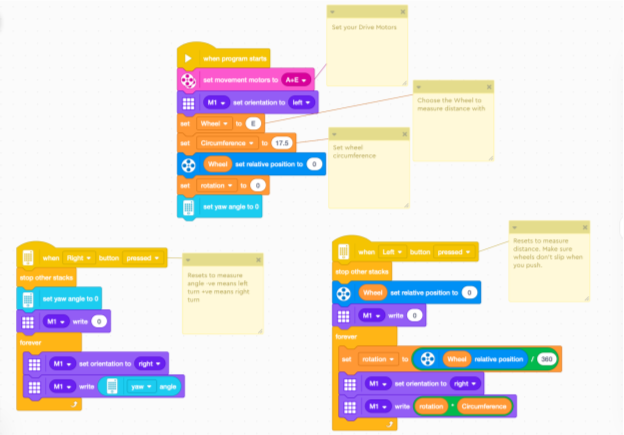 Set your Drive Motors
when program starts
set movement motors to A+E
M1 set orientation to left
set Wheel to E
Choose the Wheel to
measure distance with
set Circumference to 17.5
Set wheel
circumference
Wheel set relative position to 0
set rotation to 0
set yaw angle to 0
when Right button pressed
stop other stacks
set yaw angle to 0
M1 write 0
forever
M1 set orientation to right
M1 write yaw angle
Resets to measure
angle -ve means left
turn +ve means right
turn
when Left button pressed
stop other stacks
Wheel set relative position to 0
M1 write 0
forever
set rotation to Wheel relative position / 360
M1 set orientation to right
M1 write rotation * Circumference
Resets to measure
distance. Make sure
wheels don't slip when
you push.